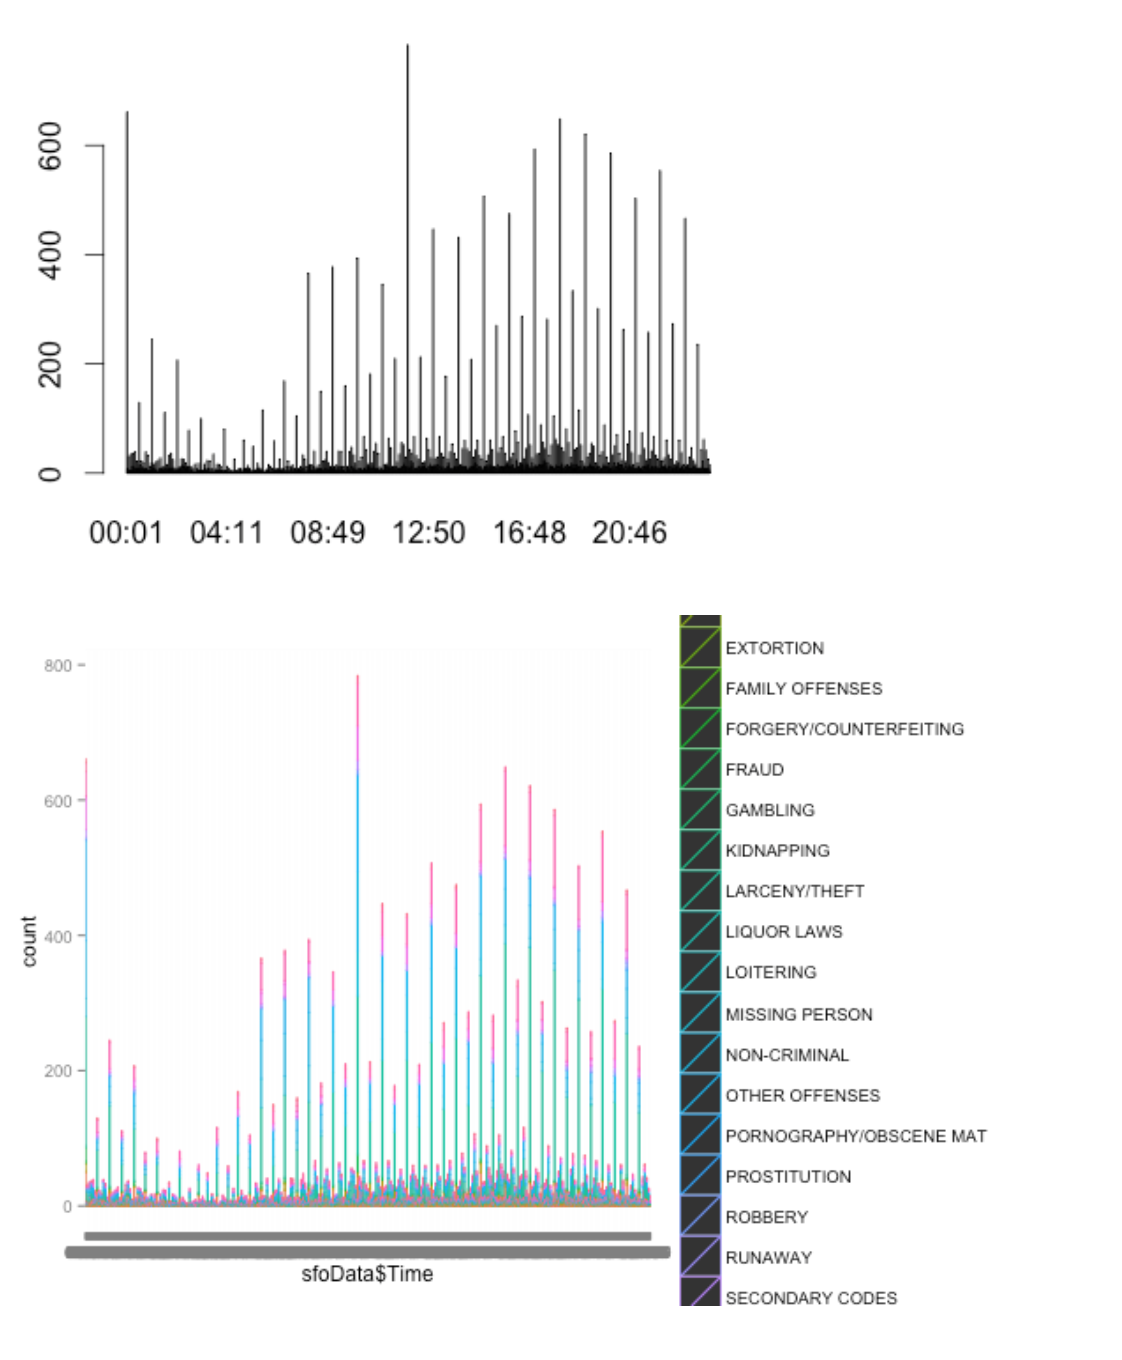 600
400
200
0
00:01 04:11 08:49 12:50 16:48 20:46
EXTORTION
800
FAMILY OFFENSES
FORGERY/COUNTERFEITING
FRAUD
600
GAMBLING
KIDNAPPING
LARCENY/THEFT
count
400
LIQUOR LAWS
LOITERING
MISSING PERSON
NON-CRIMINAL
200
OTHER OFFENSES
PORNOGRAPHY/OBSCENE MAT
PROSTITUTION
0
ROBBERY
RUNAWAY
sfoData$Time
SECONDARY CODES